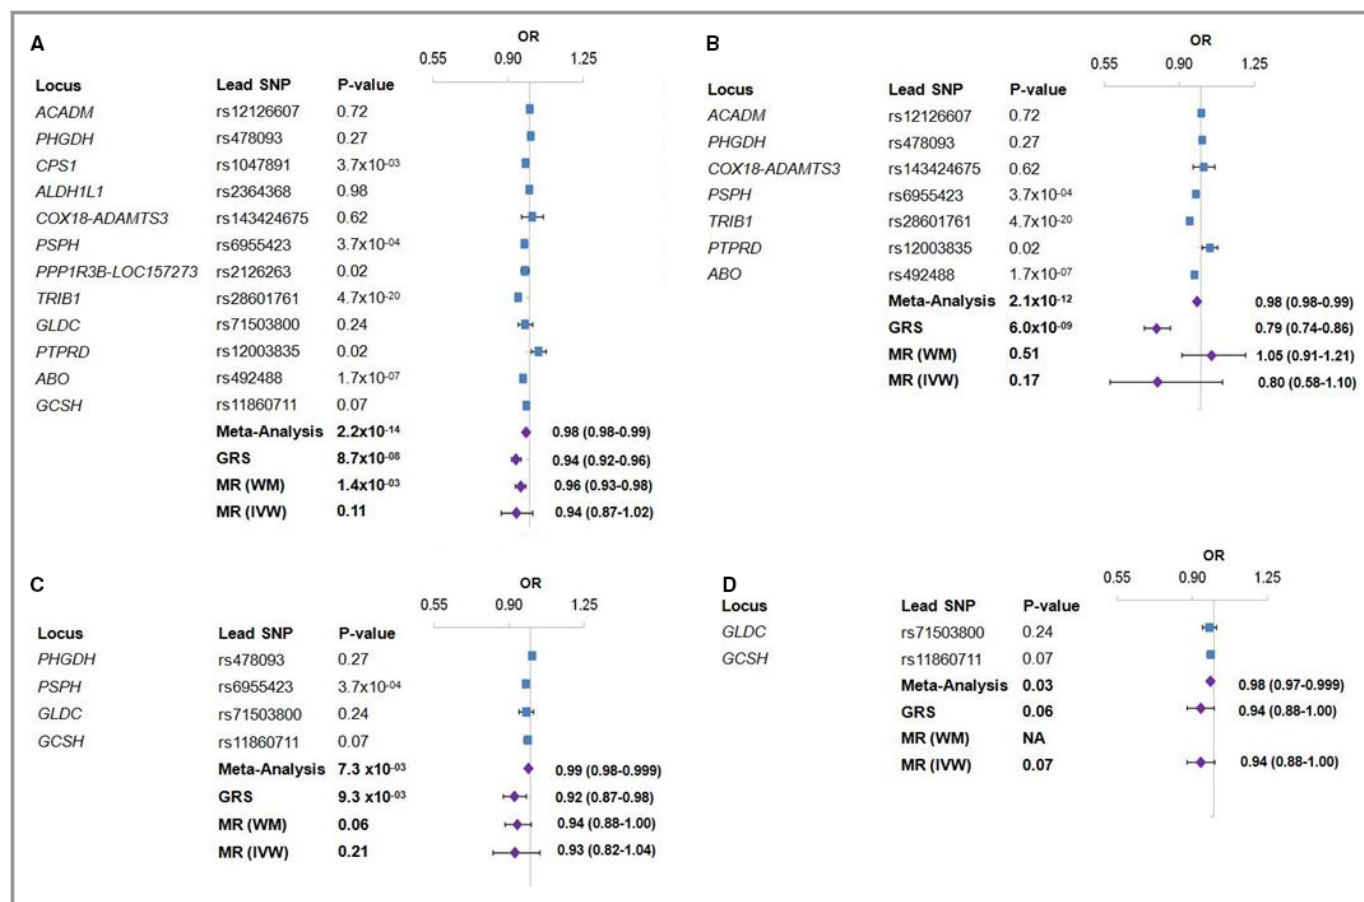 A
OR
0.55 0.90 1.25
Locus Lead SNP P-value
ACADM rs12126607 0.72
PHGDH rs478093 0.27
CPS1 rs1047891 3.7x10-03
ALDH1L1 rs2364368 0.98
COX18-ADAMTS3 rs143424675 0.62
PSPH rs6955423 3.7x10-04
PPP1R3B-LOC157273 rs2126263 0.02
TRIB1 rs28601761 4.7x10-20
GLDC rs71503800 0.24
PTPRD rs12003835 0.02
ABO rs492488 1.7x10-07
GCSH rs11860711 0.07
Meta-Analysis 2.2x10-14 0.98 (0.98-0.99)
GRS 8.7x10-08 0.94 (0.92-0.96)
MR (WM) 1.4x10-03 0.96 (0.93-0.98)
MR (IVW) 0.11 0.94 (0.87-1.02)
B
OR
0.55 0.90 1.25
Locus Lead SNP P-value
ACADM rs12126607 0.72
PHGDH rs478093 0.27
COX18-ADAMTS3 rs143424675 0.62
PSPH rs6955423 3.7x10-04
TRIB1 rs28601761 4.7x10-20
PTPRD rs12003835 0.02
ABO rs492488 1.7x10-07
Meta-Analysis 2.1x10-12 0.98 (0.98-0.99)
GRS 6.0x10-09 0.79 (0.74-0.86)
MR (WM) 0.51 1.05 (0.91-1.21)
MR (IVW) 0.17 0.80 (0.58-1.10)
C
OR
0.55 0.90 1.25
Locus Lead SNP P-value
PHGDH rs478093 0.27
PSPH rs6955423 3.7x10-04
GLDC rs71503800 0.24
GCSH rs11860711 0.07
Meta-Analysis 7.3 x10-03 0.99 (0.98-0.999)
GRS 9.3 x10-03 0.92 (0.87-0.98)
MR (WM) 0.06 0.94 (0.88-1.00)
MR (IVW) 0.21 0.93 (0.82-1.04)
D
OR
0.55 0.90 1.25
Locus Lead SNP P-value
GLDC rs71503800 0.24
GCSH rs11860711 0.07
Meta-Analysis 0.03 0.98 (0.97-0.999)
GRS 0.06 0.94 (0.88-1.00)
MR (WM) NA
MR (IVW) 0.07 0.94 (0.88-1.00)